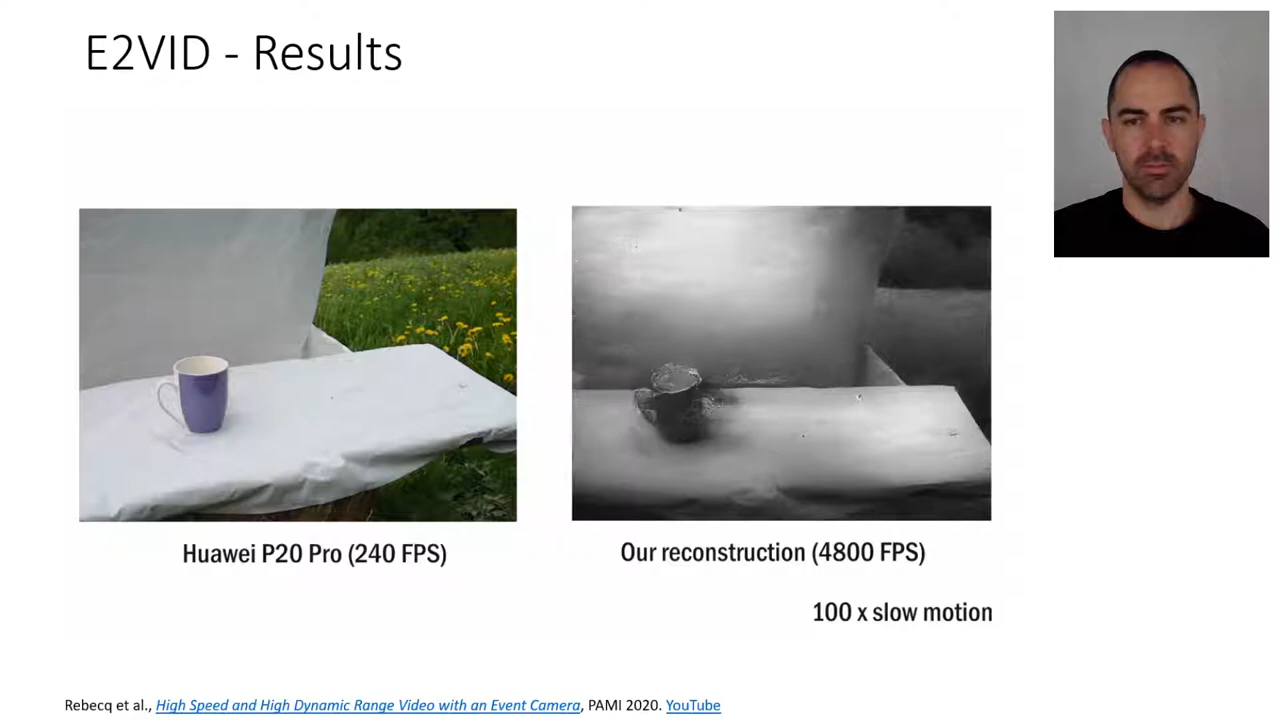 E2VID - Results
Huawei P20 Pro (240 FPS)
Our reconstruction (4800 FPS)
100 x slow motion
Rebecq et al., High Speed and High Dynamic Range Video with an Event Camera, PAMI 2020. YouTube